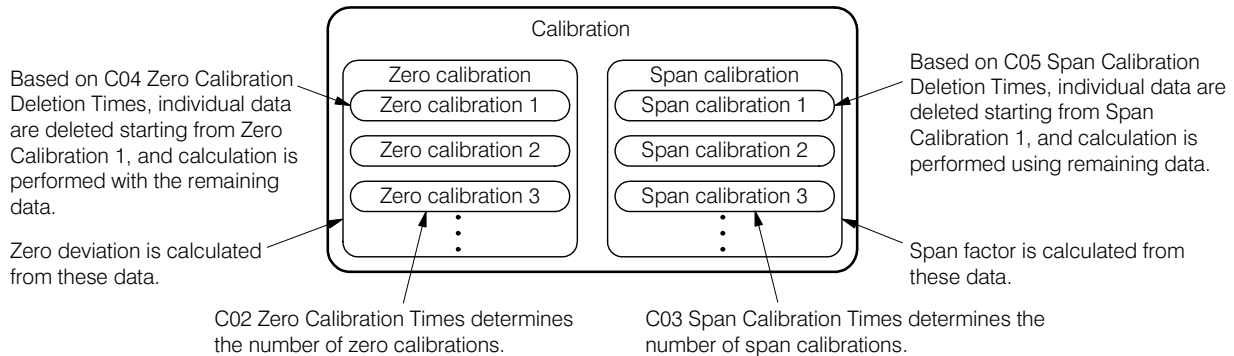 Calibration
Based on C04 Zero Calibration
Deletion Times, individual data
are deleted starting from Zero
Calibration 1, and calculation is
performed with the remaining
data.
Zero deviation is calculated
from these data.
Zero calibration
Zero calibration 1
Zero calibration 2
Zero calibration 3
Span calibration
Span calibration 1
Span calibration 2
Span calibration 3
Based on C05 Span Calibration
Deletion Times, individual data are
deleted starting from Span
Calibration 1, and calculation is
performed using remaining data.
Span factor is calculated from
these data.
C02 Zero Calibration Times determines
the number of zero calibrations.
C03 Span Calibration Times determines the
number of span calibrations.